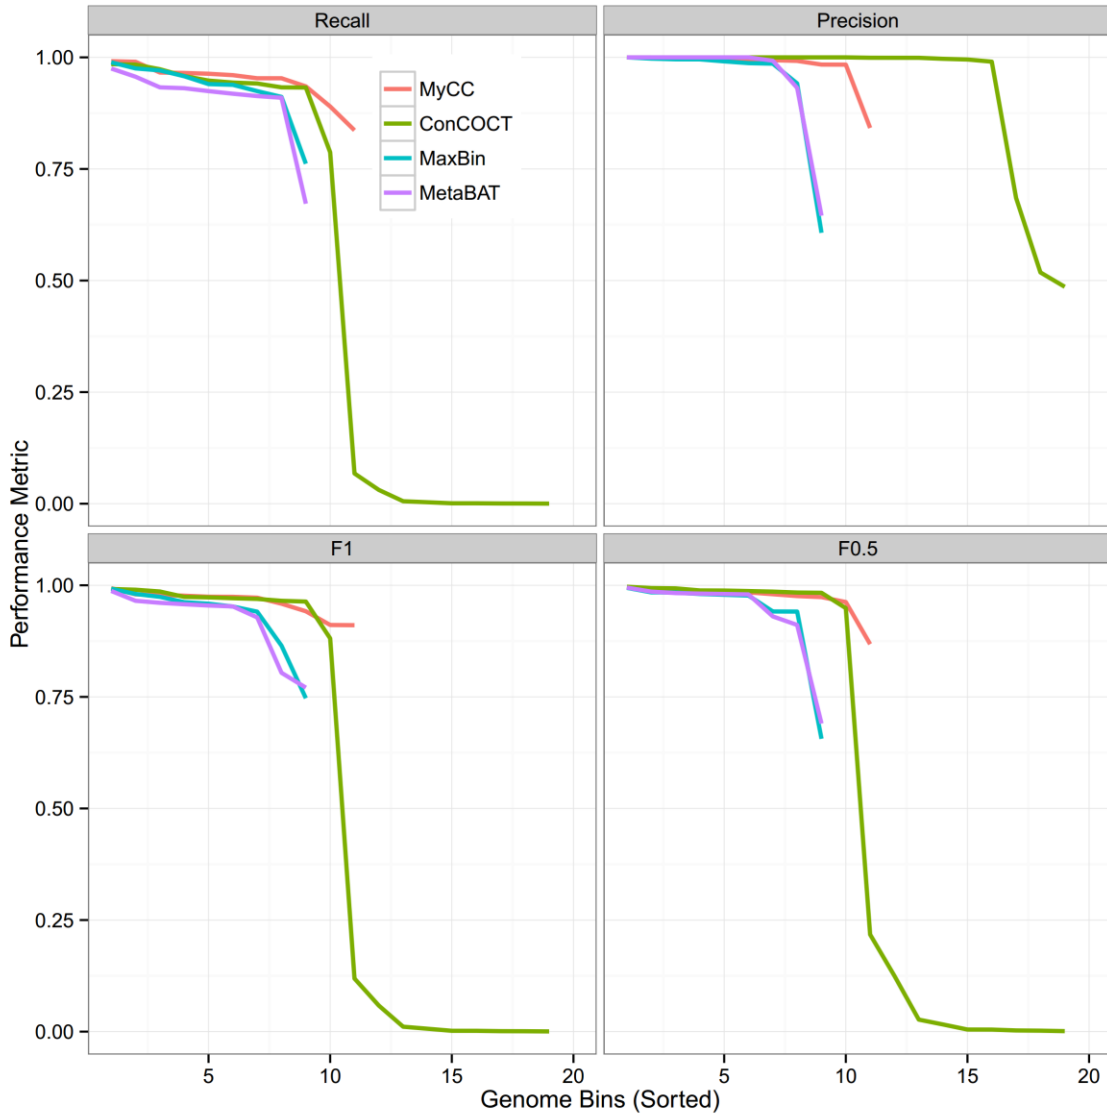 Recall
Precision
1.00
0.75
0.50
0.25
0.00
MyCC
ConCOCT
MaxBin
MetaBAT
Performance Metric
F1
F0.5
1.00
0.75
0.50
0.25
0.00
5
10
15
20
5
10
15
20
Genome Bins (Sorted)